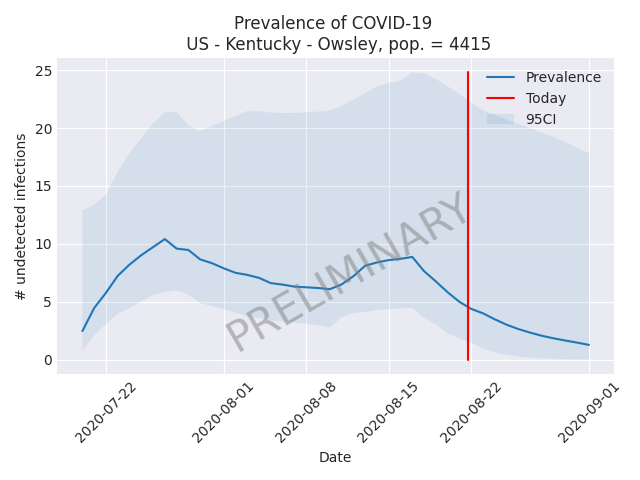 Prevalence of COVID-19
US - Kentucky - Owsley, pop. = 4415
25
20
15
10
5
0
# undetected infections
Prevalence
Today
95CI
PRELIMINARY
2020-07-22
2020-08-01
2020-08-08
2020-08-15
2020-08-22
2020-09-01
Date